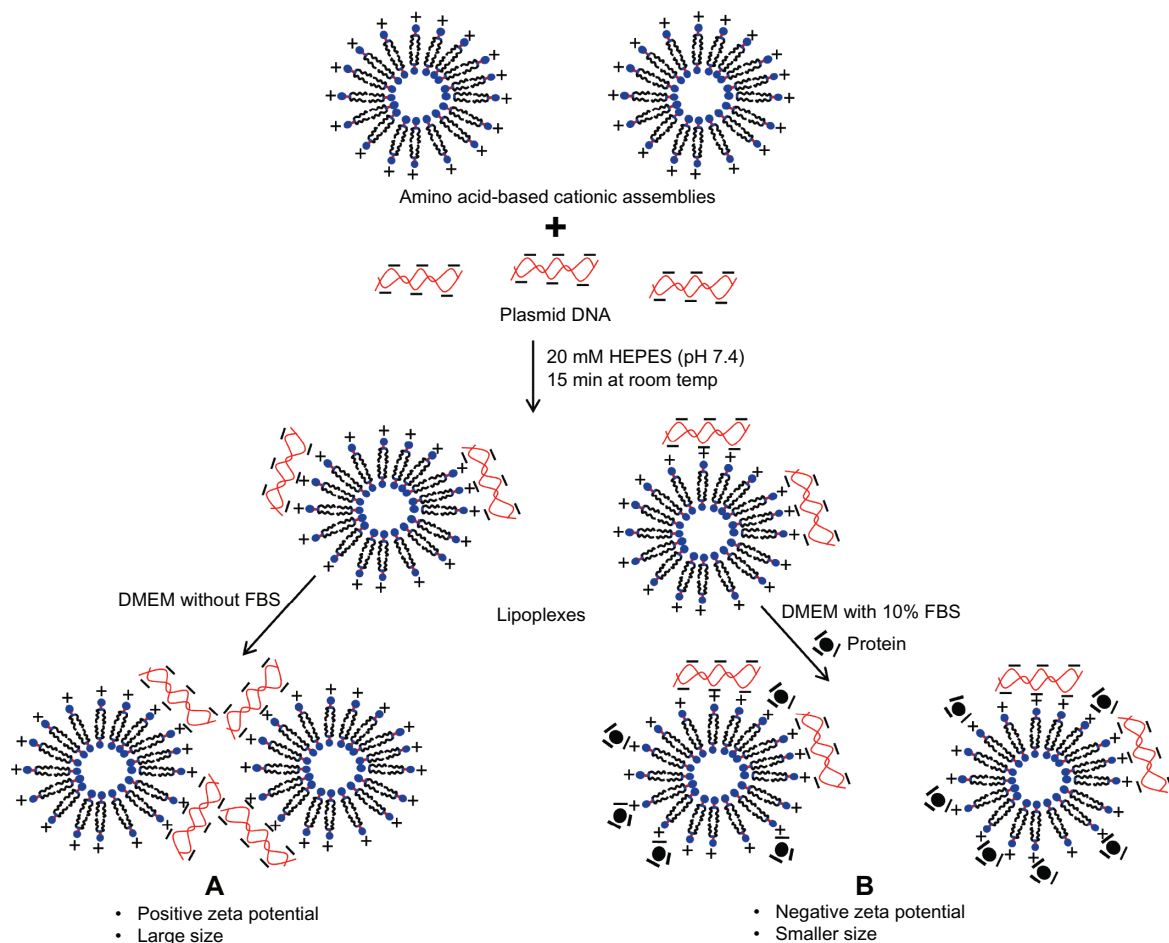 Amino acid-based cationic assemblies
+
Plasmid DNA
20 mM HEPES (pH 7.4)
15 min at room temp
DMEM without FBS
Lipoplexes
DMEM with 10% FBS
Protein
A
• Positive zeta potential
• Large size
B
• Negative zeta potential
• Smaller size